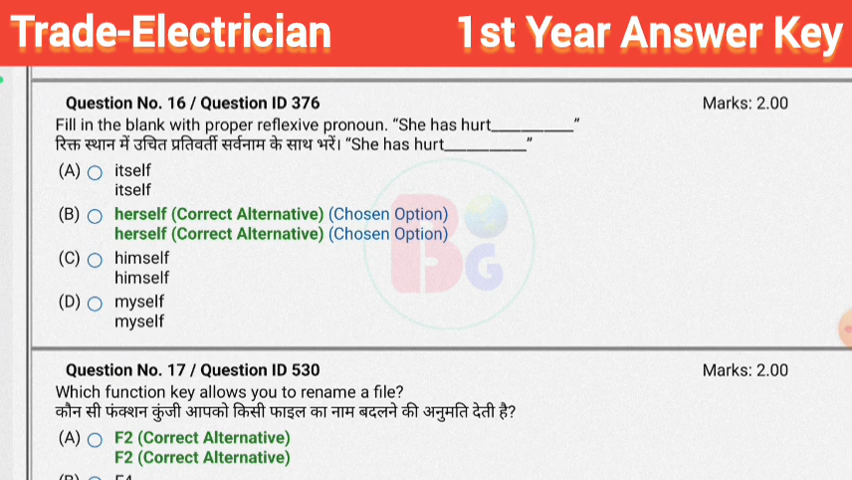 Trade-Electrician 1st Year Answer Key
Question No. 16 / Question ID 376 Marks: 2.00
Fill in the blank with proper reflexive pronoun. “She has hurt__________”
रिक्त स्थान में उचित प्रतिवर्ती सर्वनाम के साथ भरें। “She has hurt__________”
(A) itself
itself
(B) herself (Correct Alternative) (Chosen Option)
herself (Correct Alternative) (Chosen Option)
(C) himself
himself
(D) myself
myself
BG
Question No. 17 / Question ID 530 Marks: 2.00
Which function key allows you to rename a file?
कौन सी फंक्शन कुंजी आपको किसी फाइल का नाम बदलने की अनुमति देती है?
(A) F2 (Correct Alternative)
F2 (Correct Alternative)